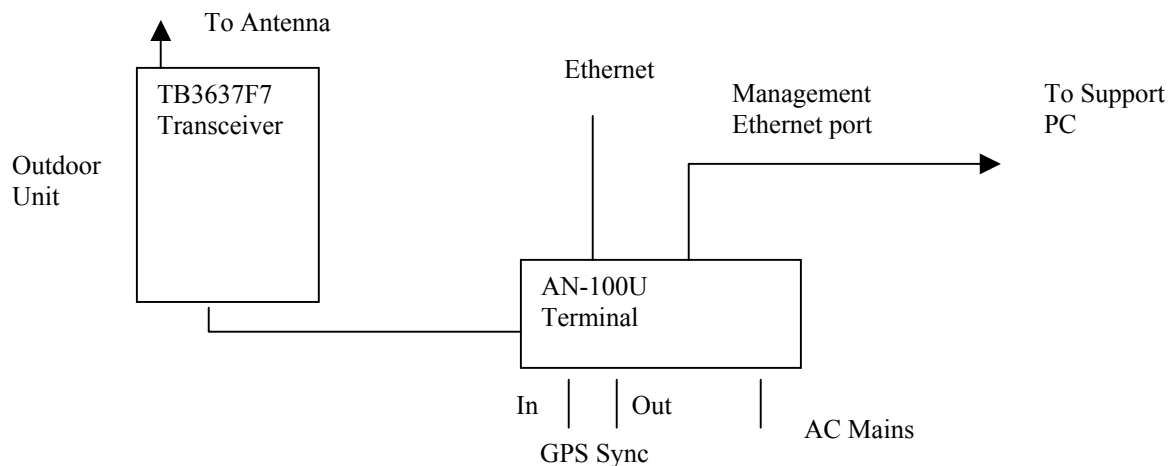 To Antenna
TB3637F7
Transceiver
Outdoor
Unit
Ethernet
Management
Ethernet port
To Support
PC
AN-100U
Terminal
In
Out
GPS Sync
AC Mains